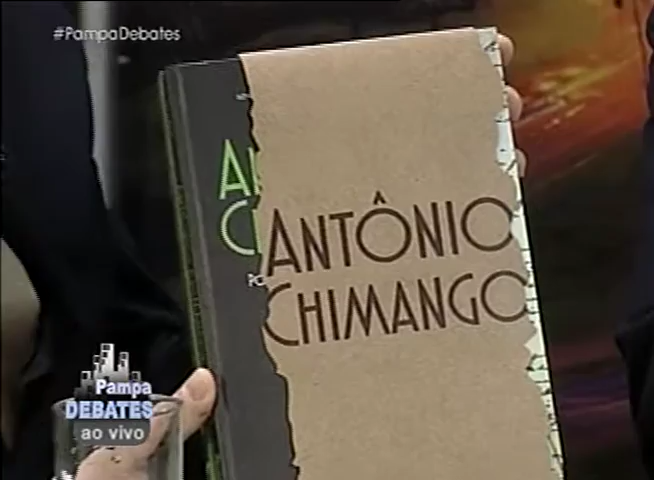 #PampaDebates
ANTÔNIO
CHIMANGO
Pampa
DEBATES
ao vivo